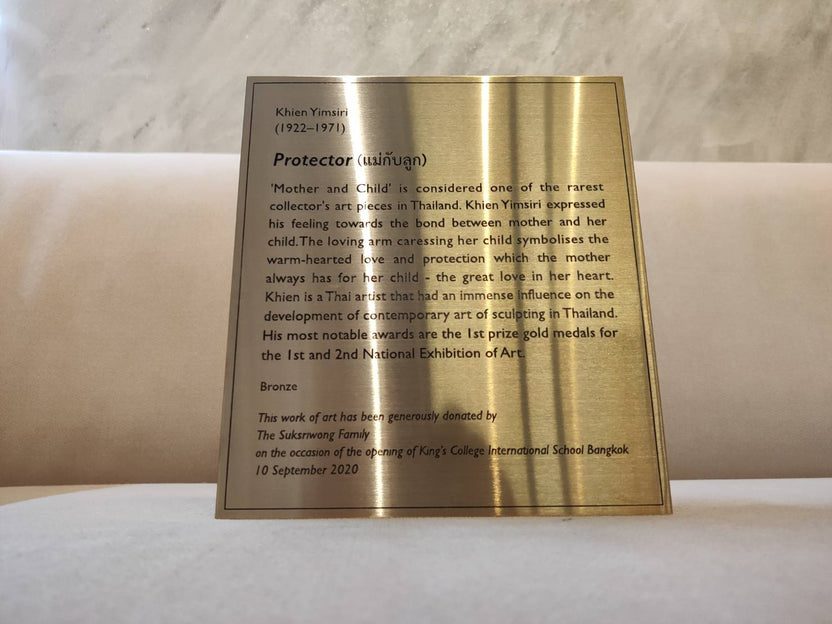 Khien Yimsiri
(1922–1971)
Protector (แม่กับลูก)
'Mother and Child' is considered one of the rarest
collector's art pieces in Thailand. Khien Yimsiri expressed
his feeling towards the bond between mother and her
child. The loving arm caressing her child symbolises the
warm-hearted love and protection which the mother
always has for her child - the great love in her heart.
Khien is a Thai artist that had an immense influence on the
development of contemporary art of sculpting in Thailand.
His most notable awards are the 1st prize gold medals for
the 1st and 2nd National Exhibition of Art.
Bronze
This work of art has been generously donated by
The Suksriwong Family
on the occasion of the opening of King's College International School Bangkok
10 September 2020